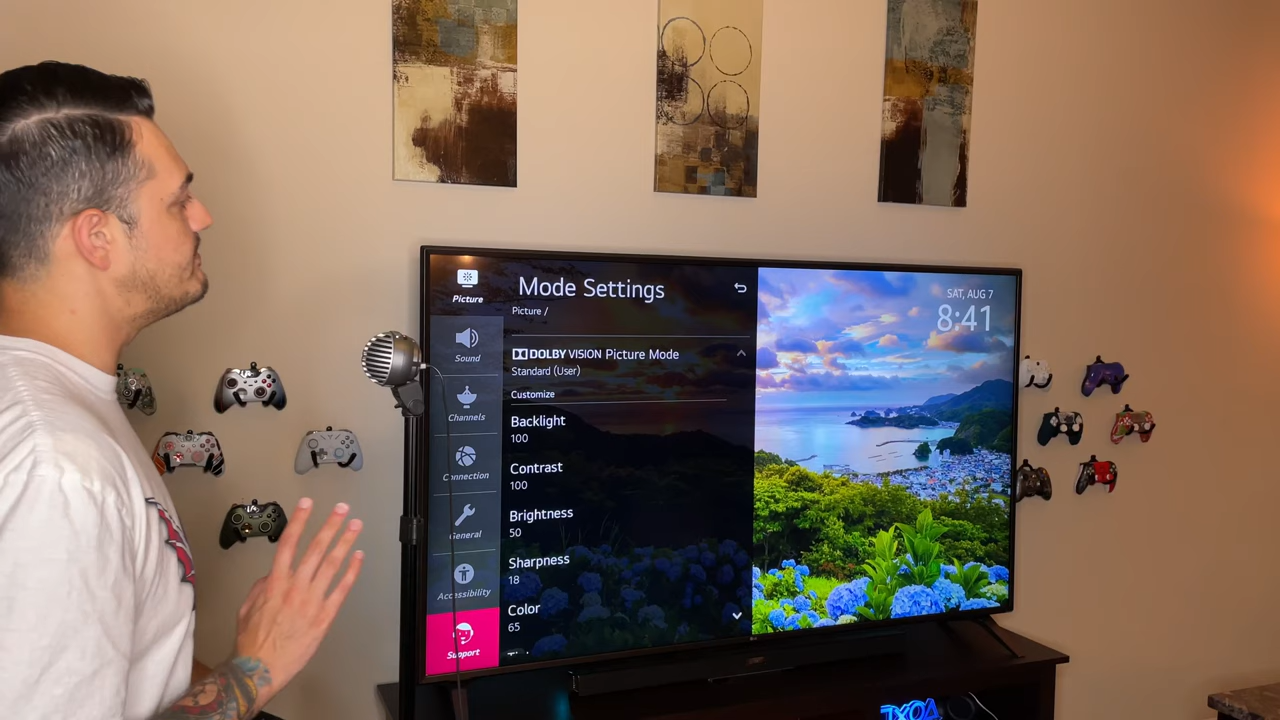 Picture
Sound
Channels
Connection
General
Accessibility
Support
Mode Settings
Picture /
DOLBY VISION Picture Mode
Standard (User)
Customize
Backlight
100
Contrast
100
Brightness
50
Sharpness
18
Color
65
SAT, AUG 7
8:41
LG